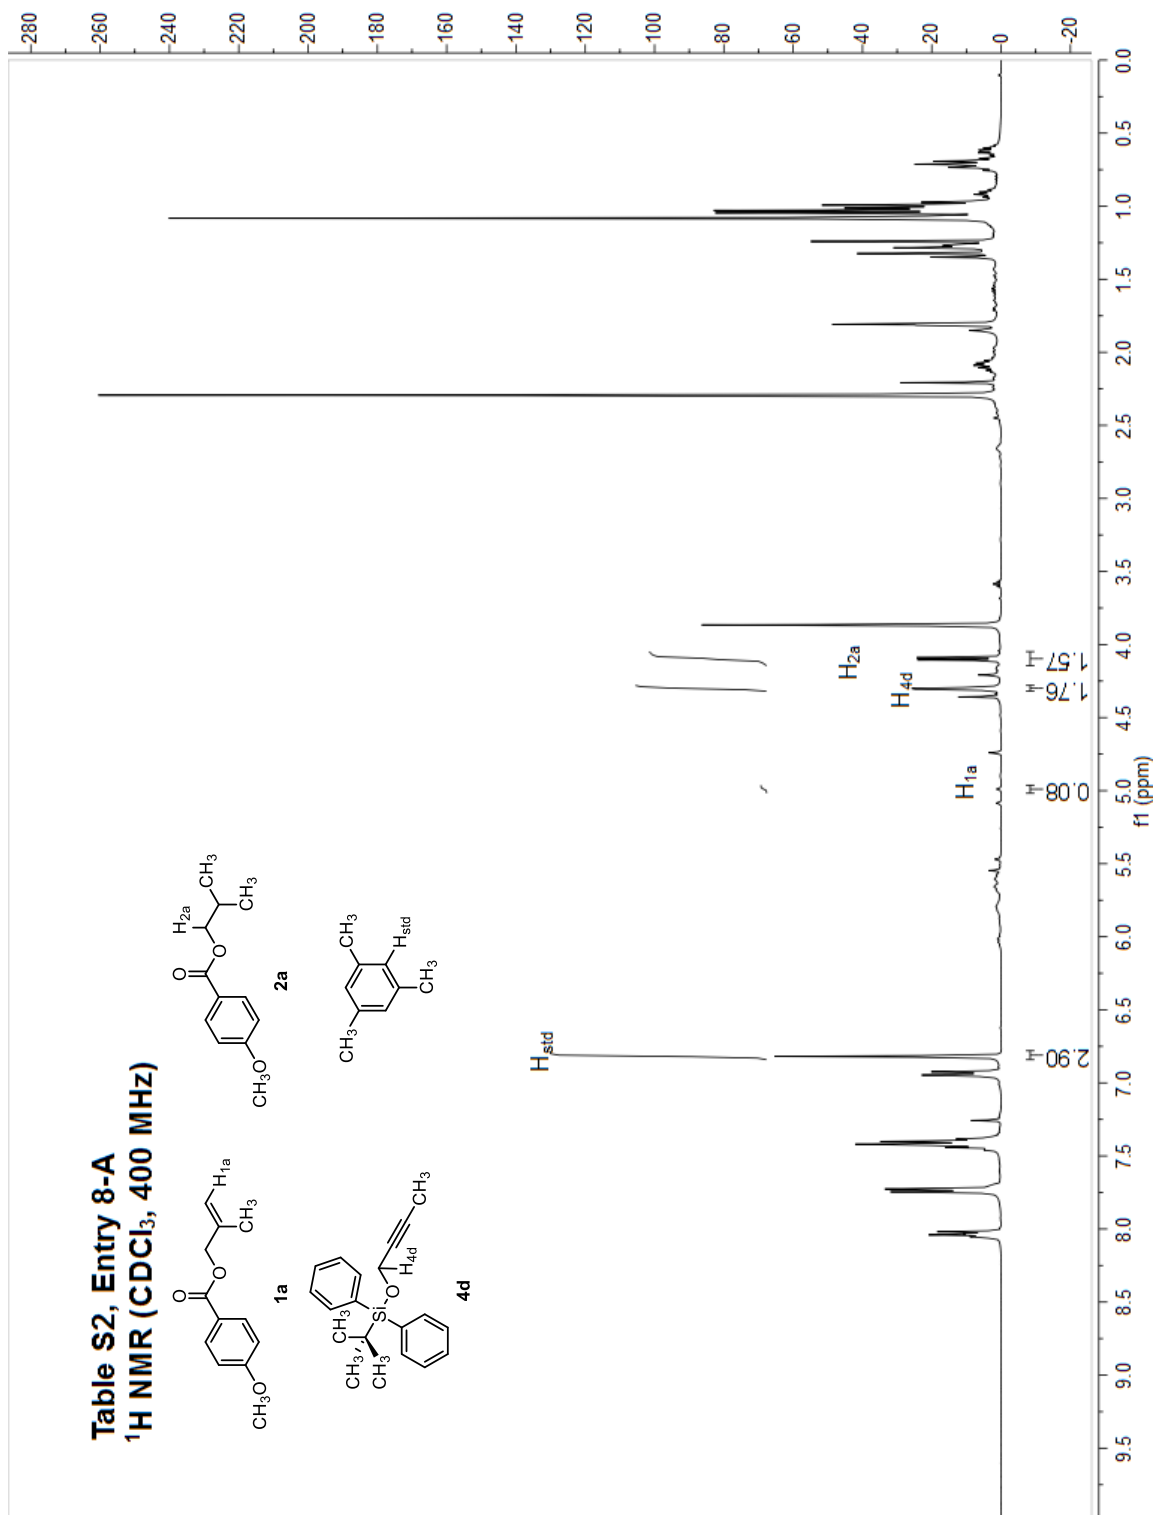 Table S2, Entry 8-A
¹H NMR (CDCl₃, 400 MHz)
O
O
H₁ₐ
CH₃
CH₃O
1a
O
O
H₂ₐ
CH₃
CH₃
CH₃O
2a
CH₃
CH₃
CH₃
Si
O
H₄d
CH₃
4d
CH₃
CH₃
CH₃
Hstd
Hstd
H₁ₐ
H₄d
H₂ₐ
2.90
0.08
1.76
1.57
9.5
9.0
8.5
8.0
7.5
7.0
6.5
6.0
5.5
5.0
4.5
4.0
3.5
3.0
2.5
2.0
1.5
1.0
0.5
0.0
f1 (ppm)
280
260
240
220
200
180
160
140
120
100
80
60
40
20
0
-20